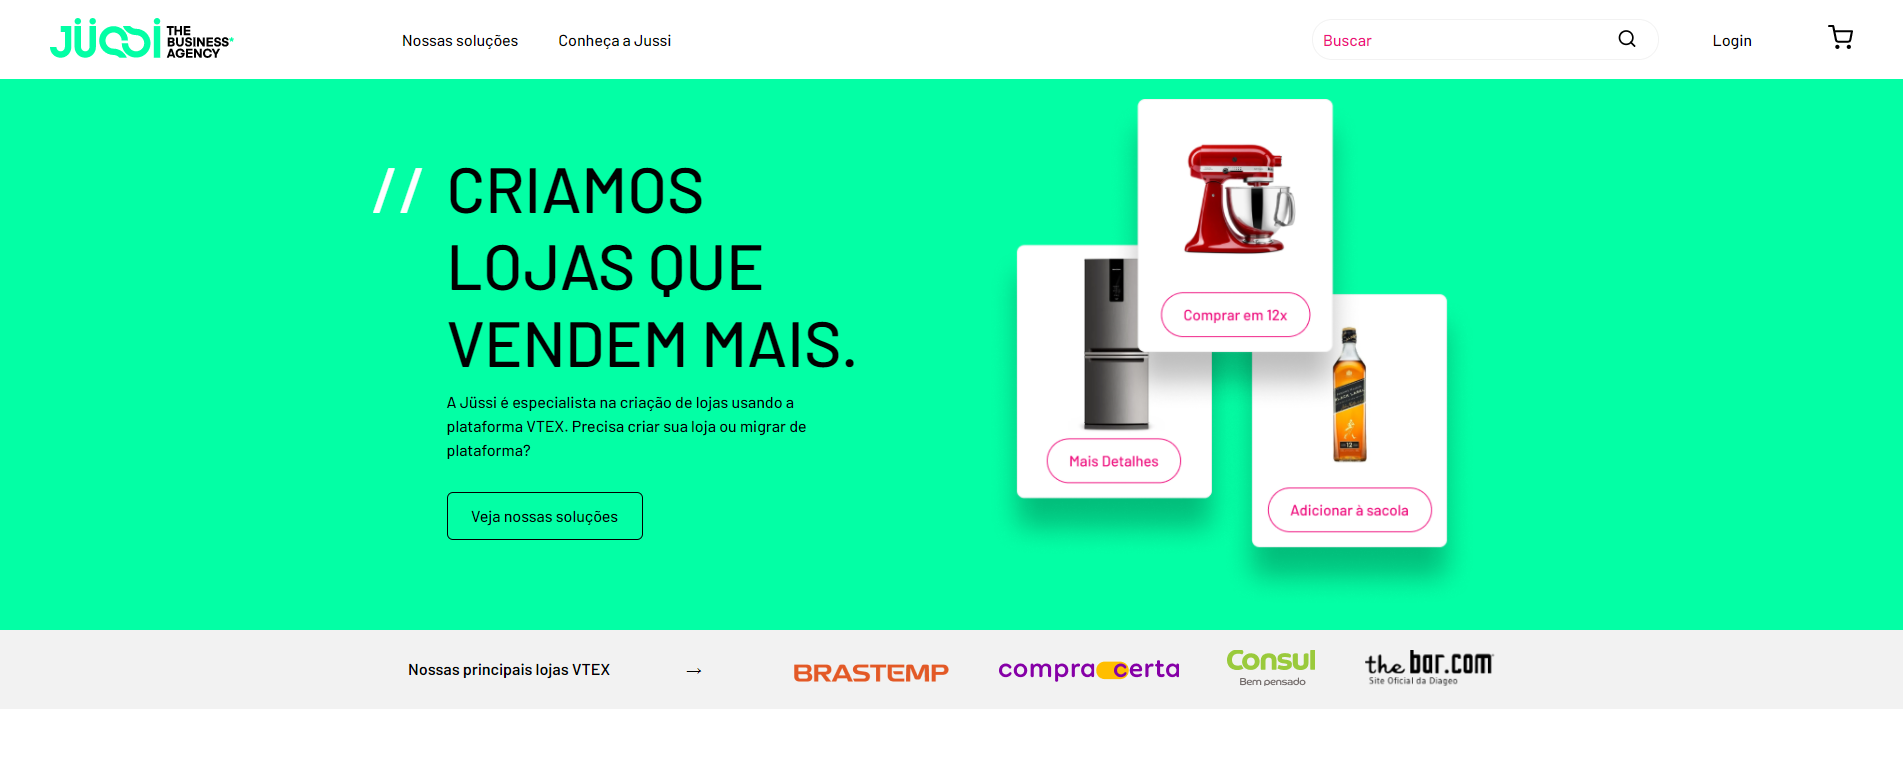 JÜSSi THE BUSINESS* AGENCY
Nossas soluções
Conheça a Jussi
Buscar
Login
// CRIAMOS
LOJAS QUE
VENDEM MAIS.
A Jüssi é especialista na criação de lojas usando a
plataforma VTEX. Precisa criar sua loja ou migrar de
plataforma?
Veja nossas soluções
Comprar em 12x
Mais Detalhes
BLACK LABEL
12
Adicionar à sacola
Nossas principais lojas VTEX →
BRASTEMP
compra certa
Consul
Bem pensado
the bar.com
Site Oficial da Diageo